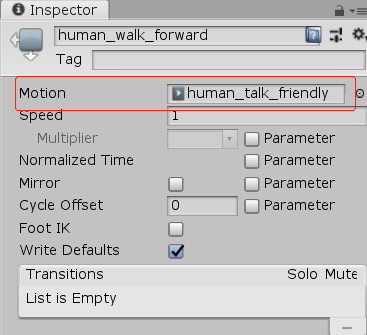 Inspector
human_walk_forward
Tag
Motion human_talk_friendly
Speed 1
Multiplier Parameter
Normalized Time Parameter
Mirror Parameter
Cycle Offset 0 Parameter
Foot IK
Write Defaults
Transitions Solo Mute
List is Empty